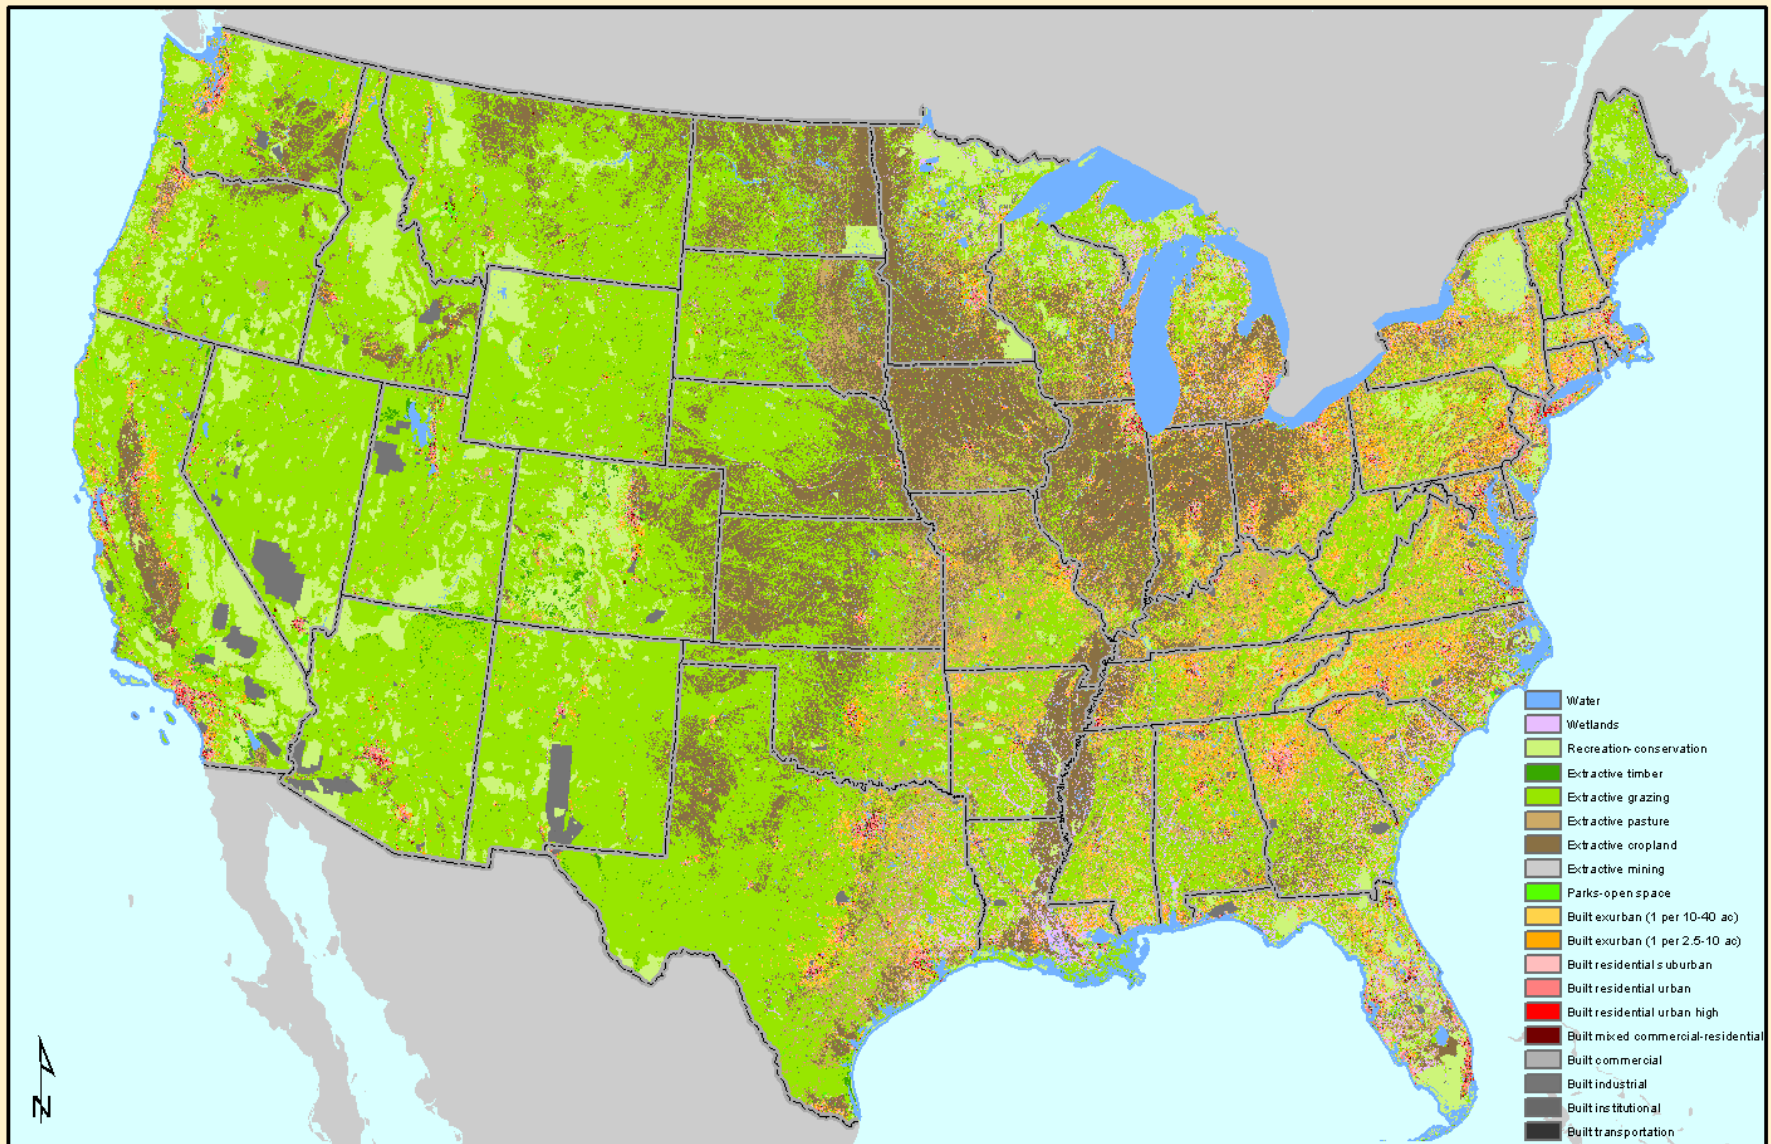 Water
Wetlands
Recreation-conservation
Extractive timber
Extractive grazing
Extractive pasture
Extractive cropland
Extractive mining
Parks-open space
Built exurban (1 per 10-40 ac)
Built exurban (1 per 2.5-10 ac)
Built residential suburban
Built residential urban
Built residential urban high
Built mixed commercial-residential
Built commercial
Built industrial
Built institutional
Built transportation
N